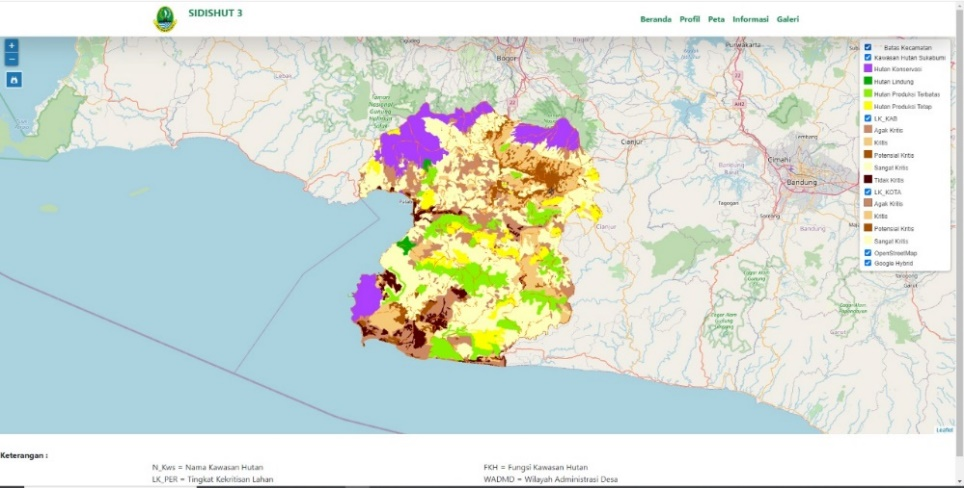 SIDISHUT 3
Beranda Profil Peta Informasi Galeri
+
−
Batas Kecamatan
Kawasan Hutan Sukabumi
Hutan Konservasi
Hutan Lindung
Hutan Produksi Terbatas
Hutan Produksi Tetap
LK_KAB
Agak Kritis
Kritis
Potensial Kritis
Sangat Kritis
Tidak Kritis
LK_KOTA
Agak Kritis
Kritis
Potensial Kritis
Sangat Kritis
OpenStreetMap
Google Hybrid
Purwakarta
Bogor
Cianjur
Cimahi
Bandung
Cianjur
Bandung
Garut
Leaflet
Keterangan :
N_Kws = Nama Kawasan Hutan
FKH = Fungsi Kawasan Hutan
LK_PER = Tingkat Kekritisan Lahan
WADMD = Wilayah Administrasi Desa